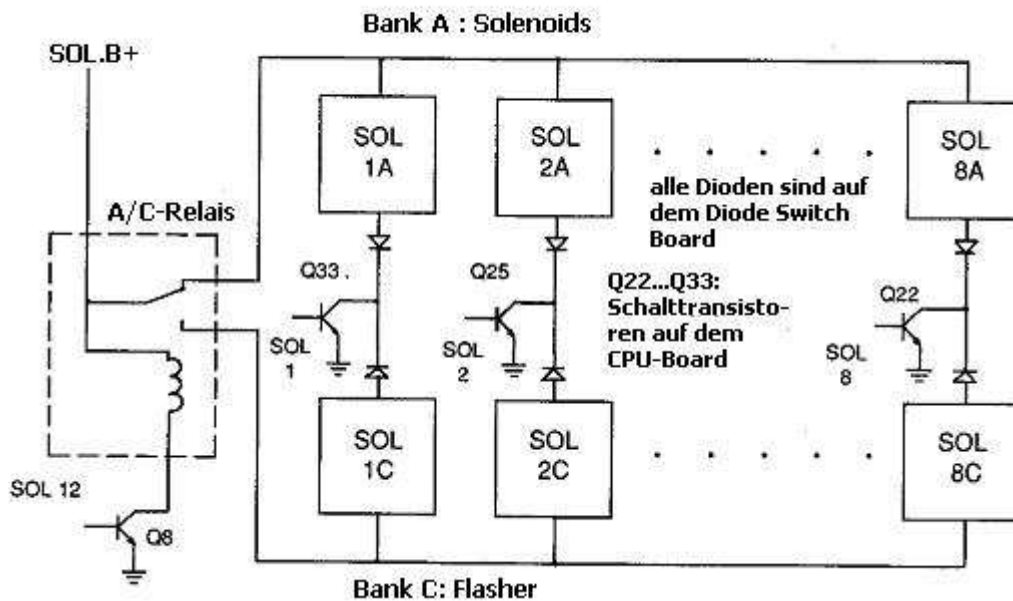 Bank A : Solenoids
SOL.B+
SOL
1A
SOL
2A
SOL
8A
alle Dioden sind auf
dem Diode Switch
Board
A/C-Relais
Q33 .
Q25
Q22...Q33:
Schalttransisto-
ren auf dem
CPU-Board
Q22
SOL
1
SOL
2
SOL
8
SOL
1C
SOL
2C
SOL
8C
SOL 12
Q8
Bank C: Flasher